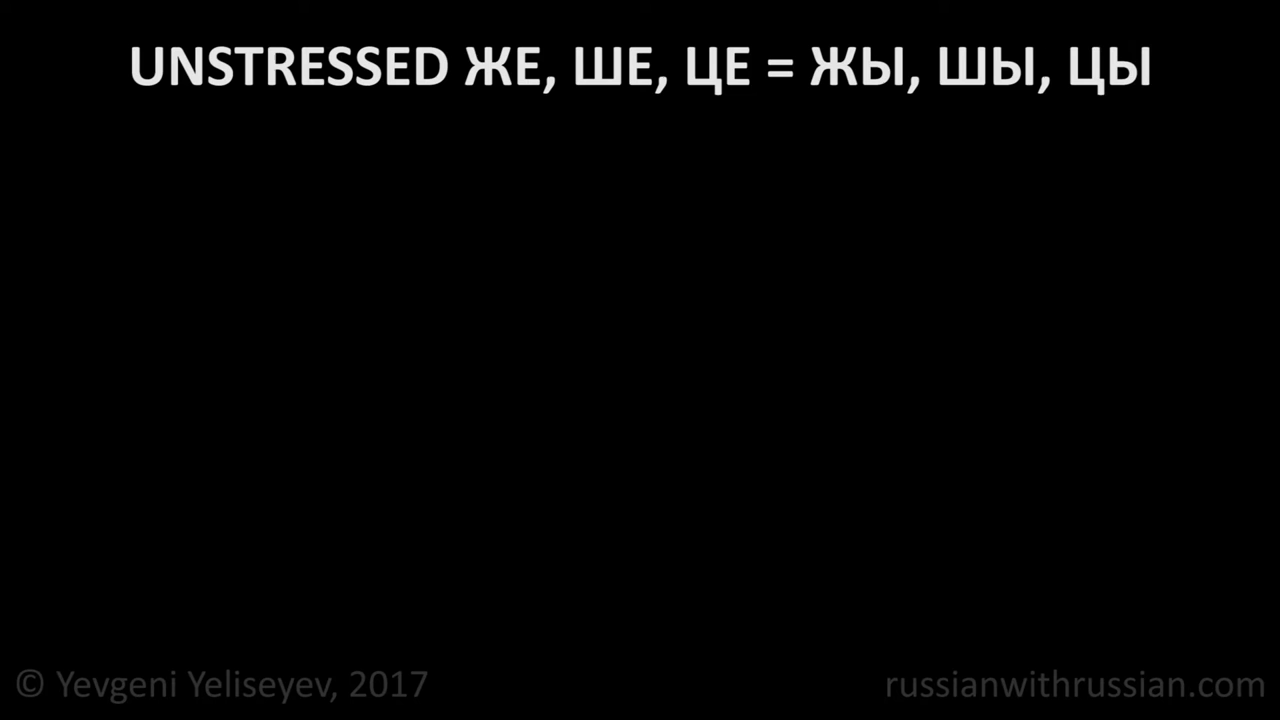 UNSTRESSED ЖЕ, ШЕ, ЦЕ = ЖЫ, ШЫ, ЦЫ
© Yevgeni Yeliseyev, 2017
russianwithrussian.com